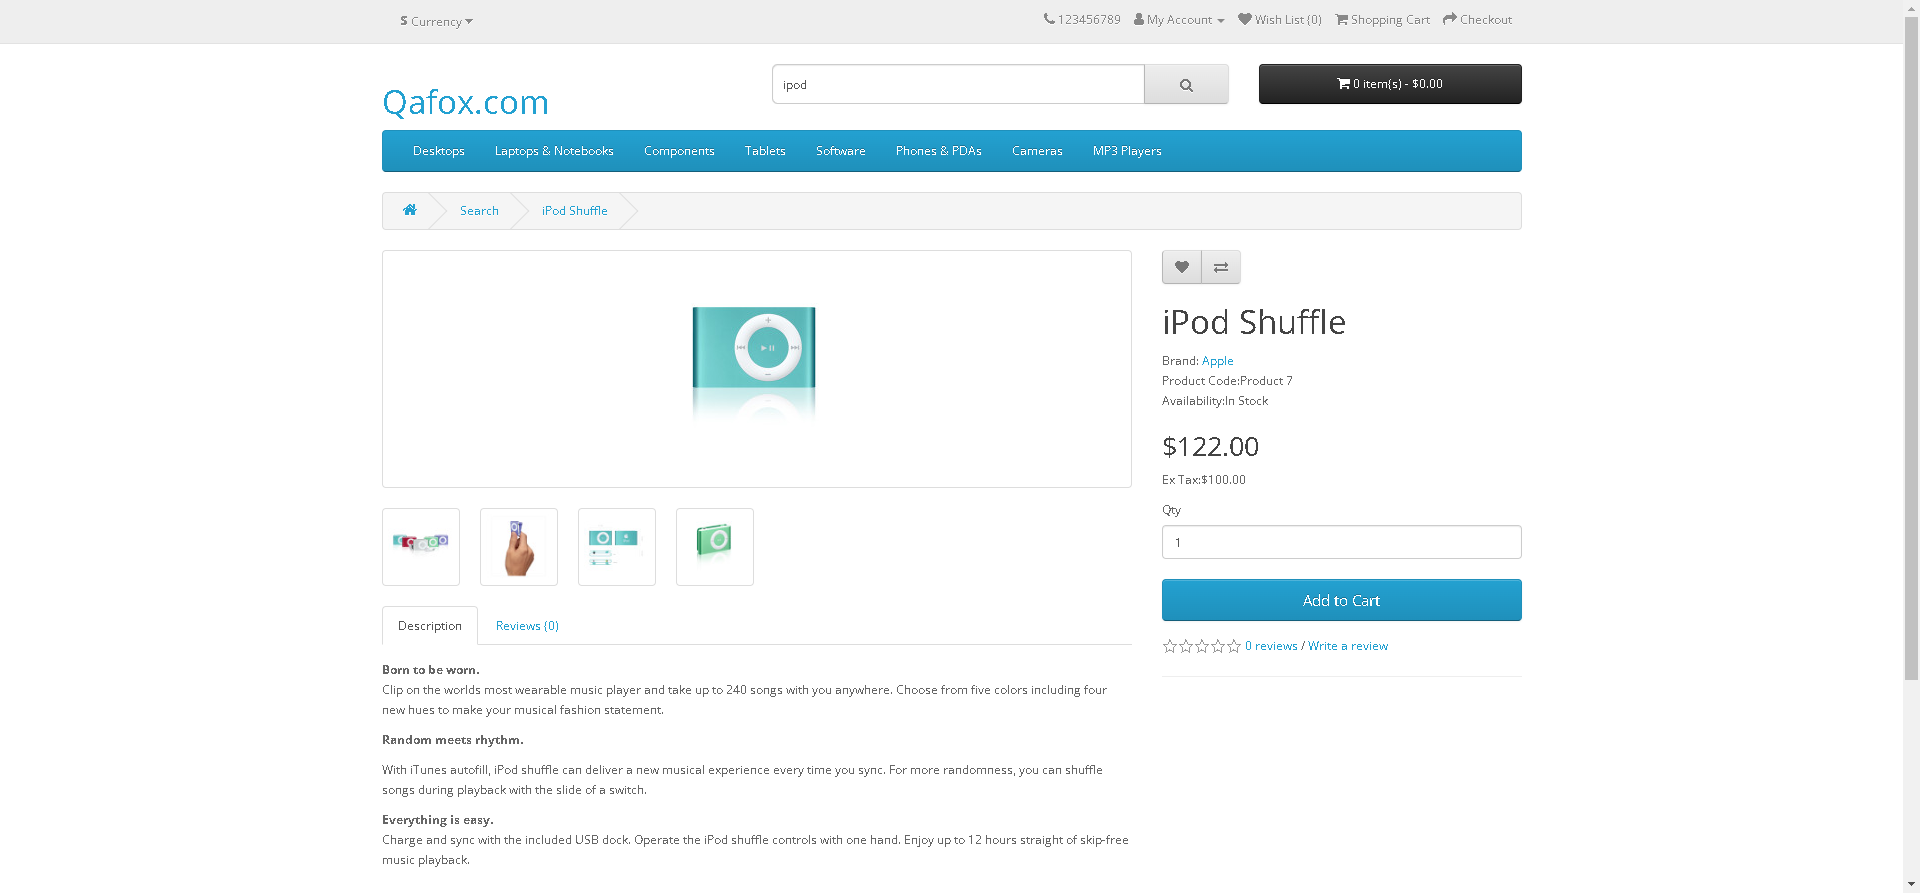 $ Currency
123456789 My Account Wish List (0) Shopping Cart Checkout
Qafox.com
ipod
0 item(s) - $0.00
Desktops Laptops & Notebooks Components Tablets Software Phones & PDAs Cameras MP3 Players
Search iPod Shuffle
iPod Shuffle
Brand: Apple
Product Code:Product 7
Availability:In Stock
$122.00
Ex Tax:$100.00
Qty
1
Add to Cart
0 reviews / Write a review
Description Reviews (0)
Born to be worn.
Clip on the worlds most wearable music player and take up to 240 songs with you anywhere. Choose from five colors including four
new hues to make your musical fashion statement.
Random meets rhythm.
With iTunes autofill, iPod shuffle can deliver a new musical experience every time you sync. For more randomness, you can shuffle
songs during playback with the slide of a switch.
Everything is easy.
Charge and sync with the included USB dock. Operate the iPod shuffle controls with one hand. Enjoy up to 12 hours straight of skip-free
music playback.